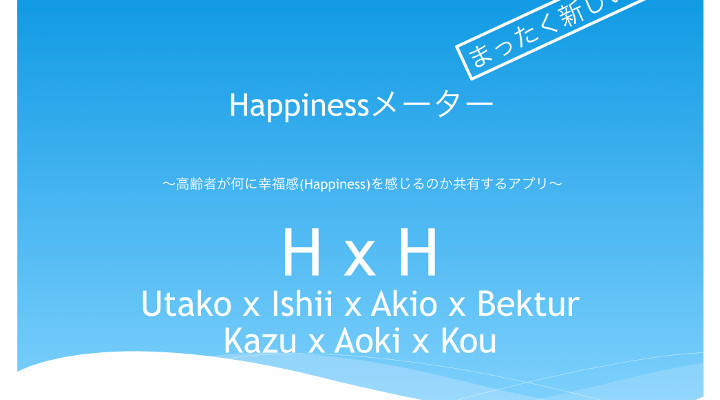 まったく新しい
Happinessメーター
～高齢者が何に幸福感(Happiness)を感じるのか共有するアプリ～
H x H
Utako x Ishii x Akio x Bektur
Kazu x Aoki x Kou